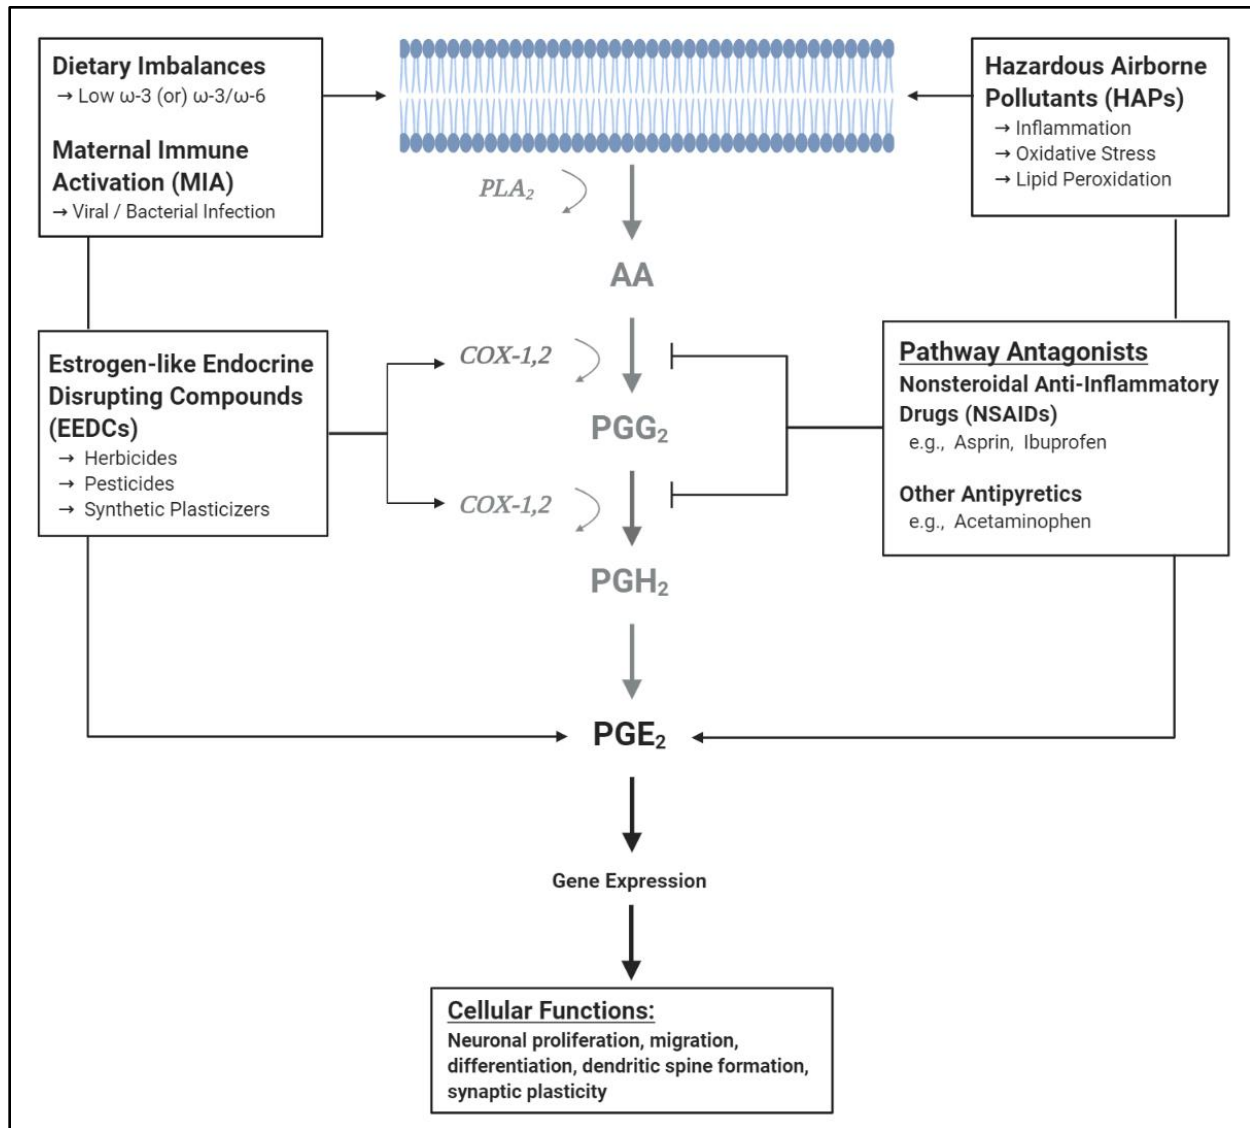 Dietary Imbalances
→ Low ω-3 (or) ω-3/ω-6
Maternal Immune
Activation (MIA)
→ Viral / Bacterial Infection
Hazardous Airborne
Pollutants (HAPs)
→ Inflammation
→ Oxidative Stress
→ Lipid Peroxidation
PLA₂
AA
Estrogen-like Endocrine
Disrupting Compounds
(EEDCs)
→ Herbicides
→ Pesticides
→ Synthetic Plasticizers
COX-1,2
PGG₂
COX-1,2
PGH₂
Pathway Antagonists
Nonsteroidal Anti-Inflammatory
Drugs (NSAIDs)
e.g., Asprin, Ibuprofen
Other Antipyretics
e.g., Acetaminophen
PGE₂
Gene Expression
Cellular Functions:
Neuronal proliferation, migration,
differentiation, dendritic spine formation,
synaptic plasticity